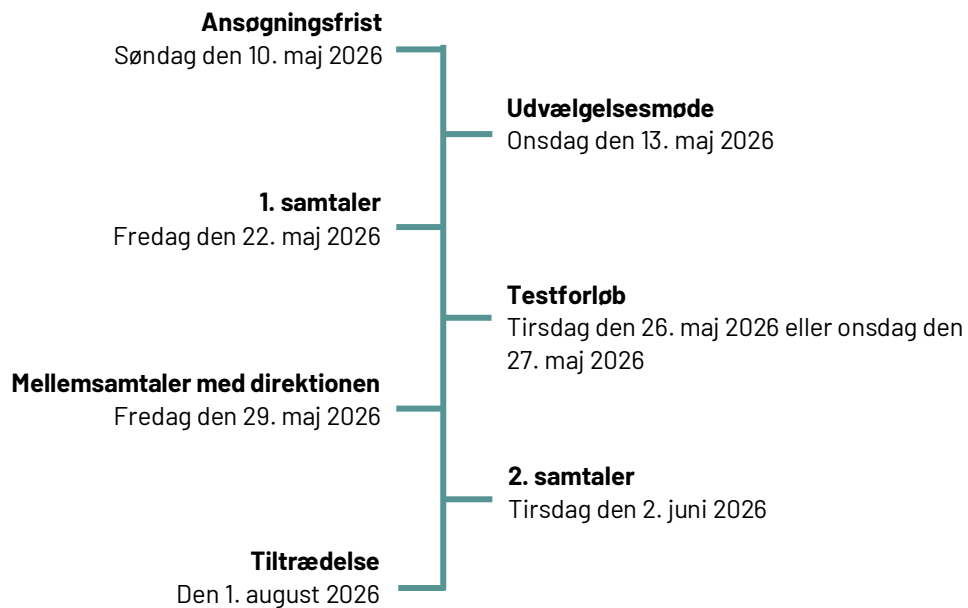 Ansøgningsfrist
Søndag den 10. maj 2026
Udvælgelsesmøde
Onsdag den 13. maj 2026
1. samtaler
Fredag den 22. maj 2026
Testforløb
Tirsdag den 26. maj 2026 eller onsdag den
27. maj 2026
Mellemsamtaler med direktionen
Fredag den 29. maj 2026
2. samtaler
Tirsdag den 2. juni 2026
Tiltrædelse
Den 1. august 2026